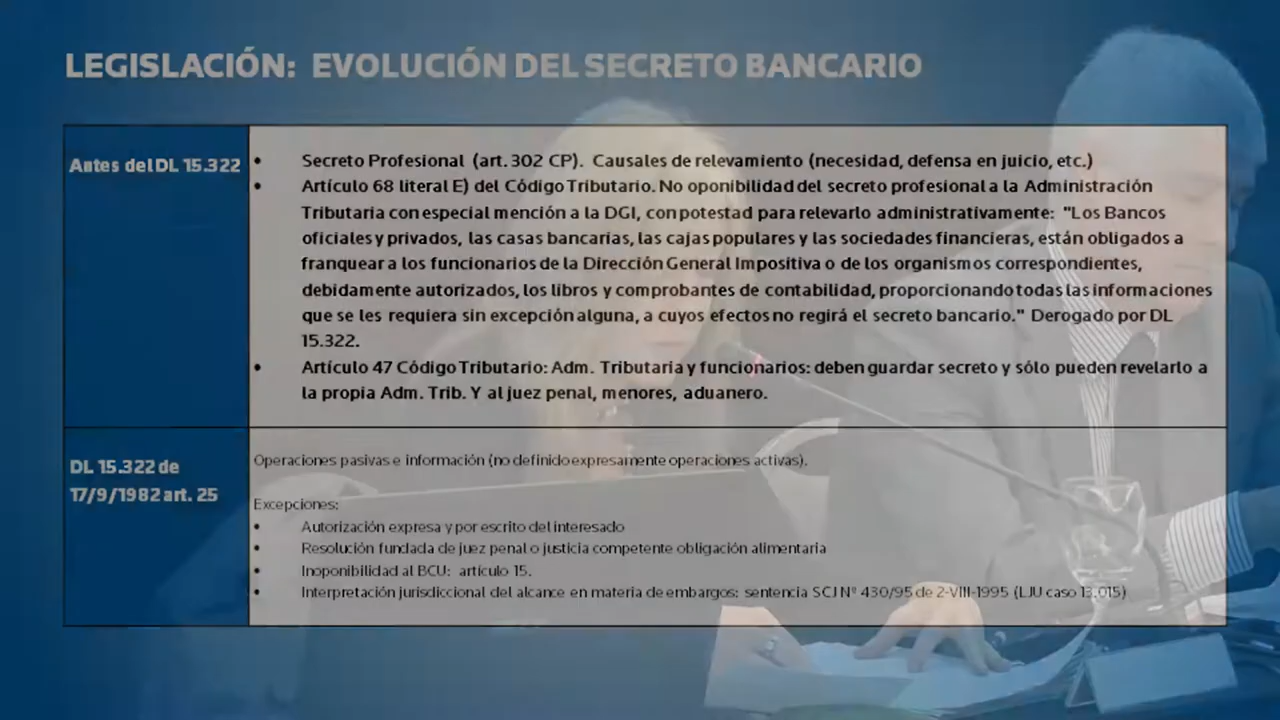 LEGISLACIÓN: EVOLUCIÓN DEL SECRETO BANCARIO
Antes del DL 15.322
• Secreto Profesional (art. 302 CP). Causales de relevamiento (necesidad, defensa en juicio, etc.)
• Artículo 68 literal E) del Código Tributario. No oponibilidad del secreto profesional a la Administración
Tributaria con especial mención a la DGI, con potestad para relevarlo administrativamente: "Los Bancos
oficiales y privados, las casas bancarias, las cajas populares y las sociedades financieras, están obligados a
franquear a los funcionarios de la Dirección General Impositiva o de los organismos correspondientes,
debidamente autorizados, los libros y comprobantes de contabilidad, proporcionando todas las informaciones
que se les requiera sin excepción alguna, a cuyos efectos no regirá el secreto bancario." Derogado por DL
15.322.
• Artículo 47 Código Tributario: Adm. Tributaria y funcionarios: deben guardar secreto y sólo pueden revelarlo a
la propia Adm. Trib. Y al juez penal, menores, aduanero.
DL 15.322 de
17/9/1982 art. 25
Operaciones pasivas e información (no definido expresamente operaciones activas).
Excepciones:
• Autorización expresa y por escrito del interesado
• Resolución fundada de juez penal o justicia competente obligación alimentaria
• Inoponibilidad al BCU: artículo 15.
• Interpretación jurisdiccional del alcance en materia de embargos: sentencia SCJ Nº 430/95 de 2-VIII-1995 (LJU caso 13.015)